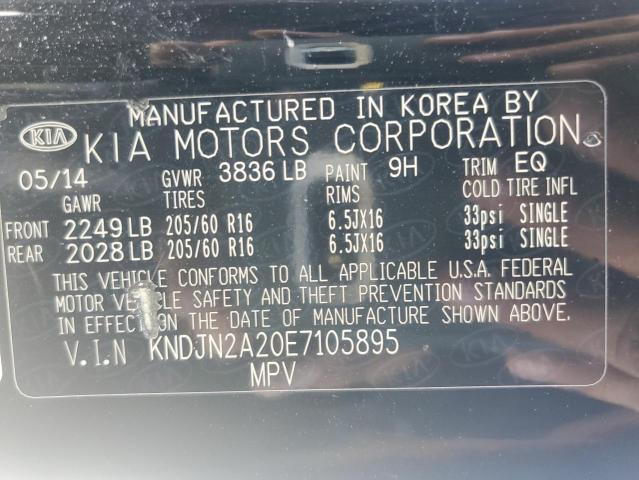 MANUFACTURED IN KOREA BY
KIA KIA MOTORS CORPORATION
05/14 GVWR 3836 LB PAINT 9H TRIM EQ
GAWR TIRES RIMS COLD TIRE INFL
FRONT 2249 LB 205/60 R16 6.5JX16 33psi SINGLE
REAR 2028 LB 205/60 R16 6.5JX16 33psi SINGLE
THIS VEHICLE CONFORMS TO ALL APPLICABLE U.S.A. FEDERAL
MOTOR VEHICLE SAFETY AND THEFT PREVENTION STANDARDS
IN EFFECT ON THE DATE OF MANUFACTURE SHOWN ABOVE.
V.I.N KNDJN2A20E7105895
MPV